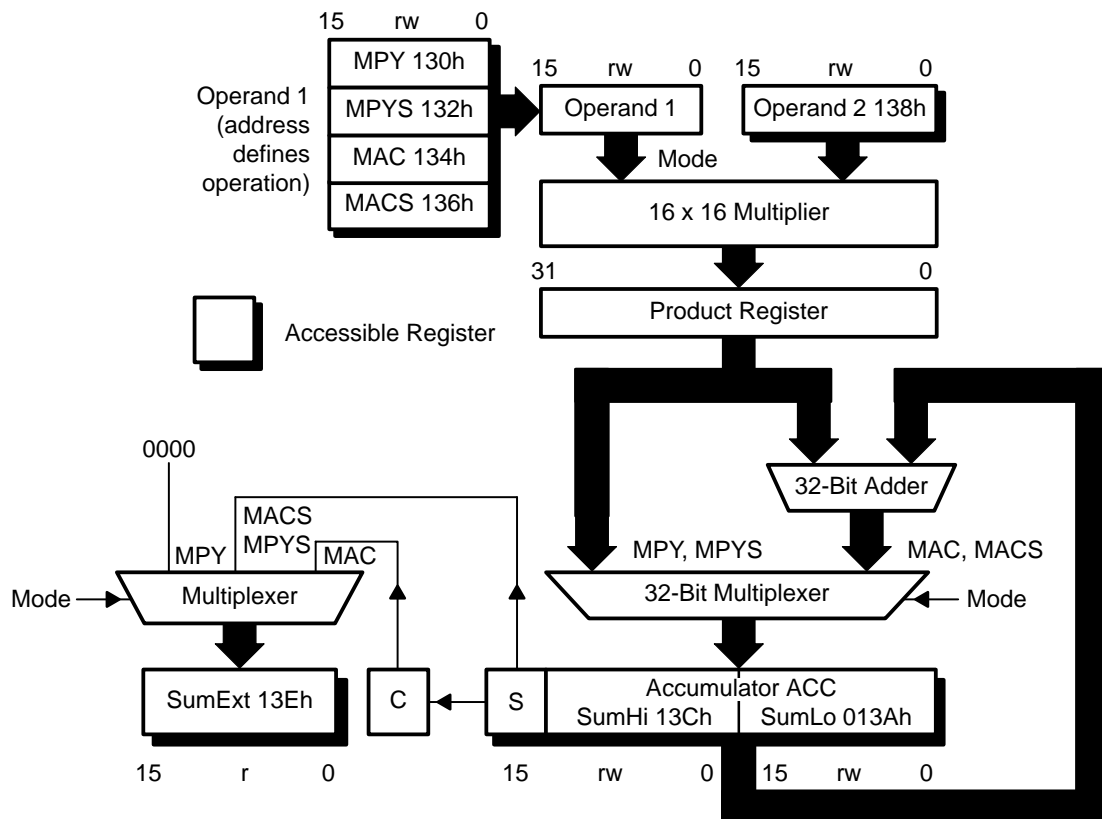 15 rw 0
MPY 130h
MPYS 132h
MAC 134h
MACS 136h
Operand 1
(address
defines
operation)
15 rw 0
Operand 1
15 rw 0
Operand 2 138h
Mode
16 x 16 Multiplier
31 0
Product Register
Accessible Register
32-Bit Adder
0000
MACS
MPYS
MPY
MAC
MPY, MPYS
MAC, MACS
Mode
Multiplexer
32-Bit Multiplexer
Mode
SumExt 13Eh
C
S
Accumulator ACC
SumHi 13Ch
SumLo 013Ah
15 r 0
15 rw 0
15 rw 0